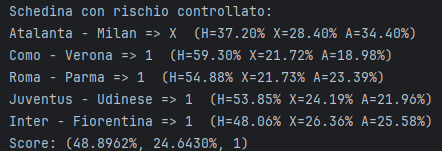 Schedina con rischio controllato:
Atalanta - Milan => X  (H=37.20% X=28.40% A=34.40%)
Como - Verona => 1  (H=59.30% X=21.72% A=18.98%)
Roma - Parma => 1  (H=54.88% X=21.73% A=23.39%)
Juventus - Udinese => 1  (H=53.85% X=24.19% A=21.96%)
Inter - Fiorentina => 1  (H=48.06% X=26.36% A=25.58%)
Score: (48.8962%, 24.6430%, 1)